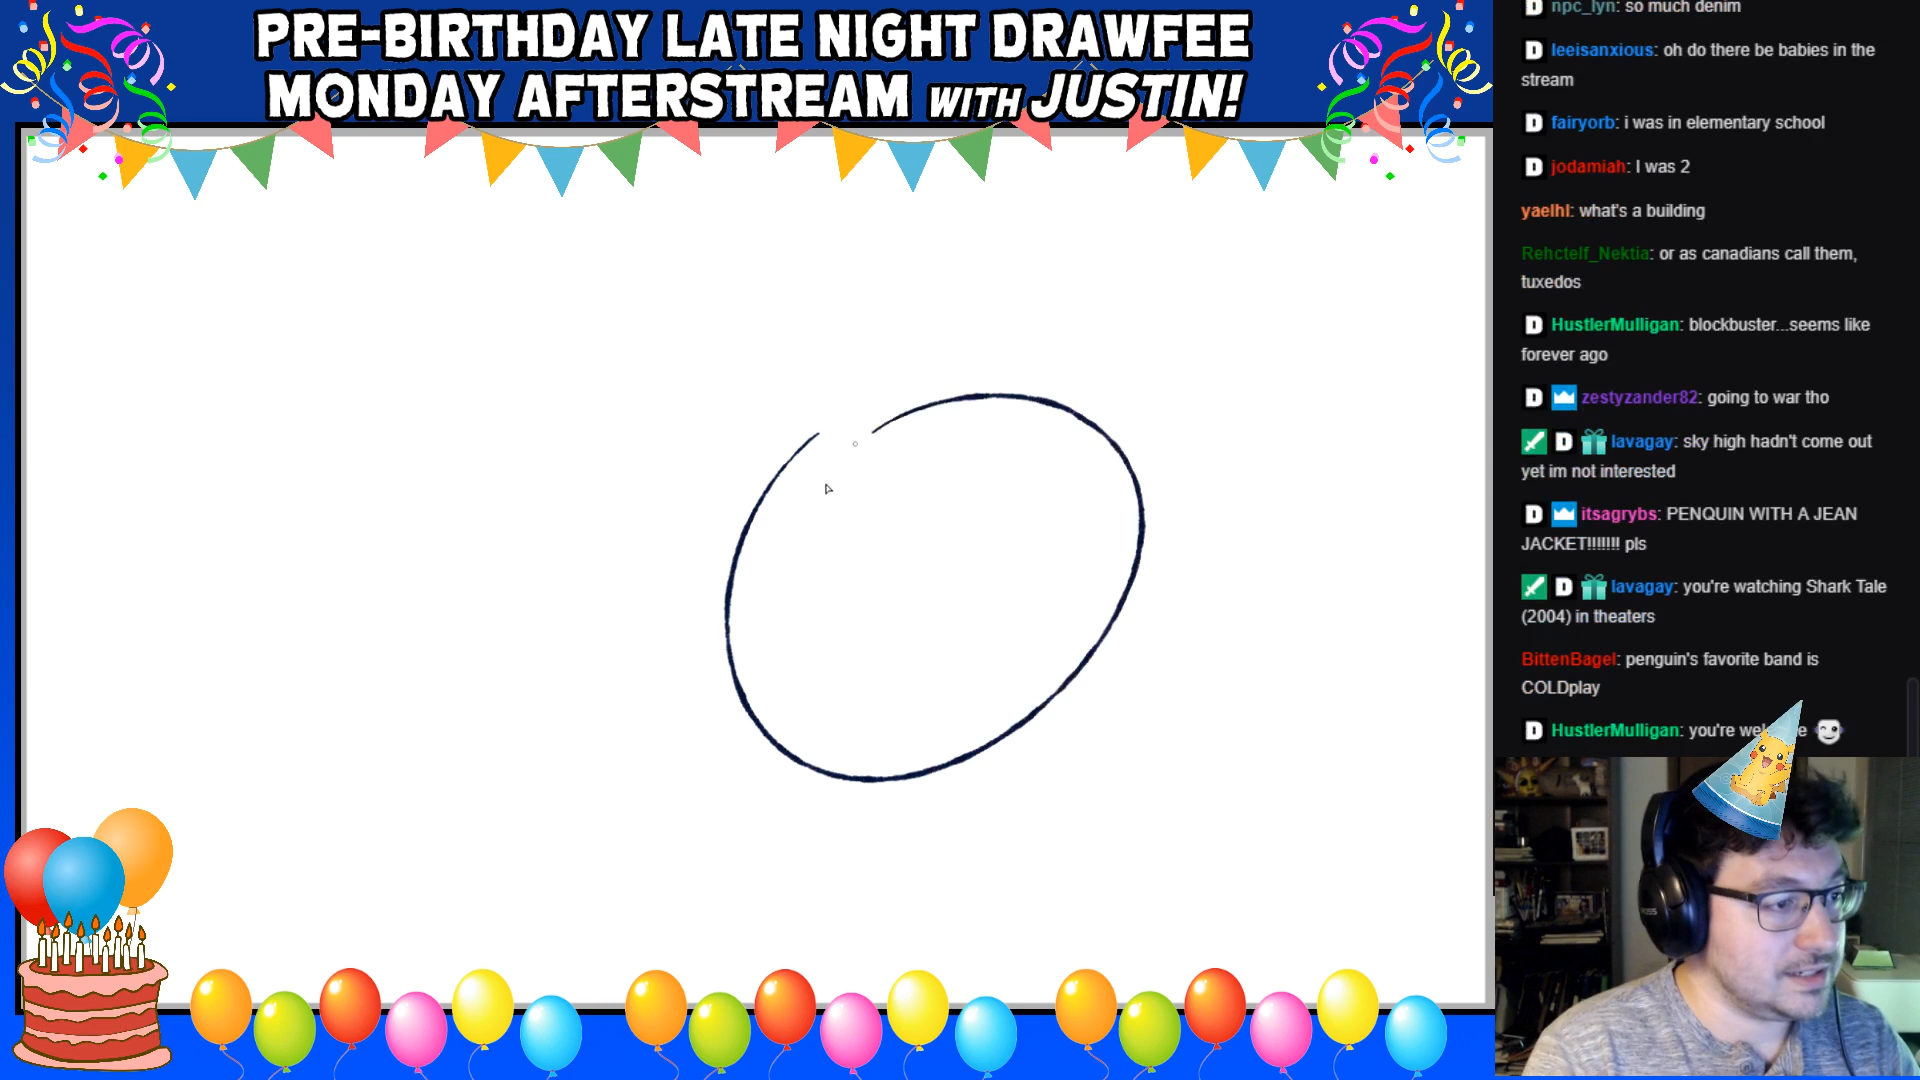 PRE-BIRTHDAY LATE NIGHT DRAWFEE
MONDAY AFTERSTREAM WITH JUSTIN!
npc_lyn: so much denim
leeisanxious: oh do there be babies in the
stream
fairyorb: i was in elementary school
jodamiah: I was 2
yaelhl: what's a building
Rehctelf_Nektia: or as canadians call them,
tuxedos
HustlerMulligan: blockbuster...seems like
forever ago
zestyzander82: going to war tho
lavagay: sky high hadn't come out
yet im not interested
itsagrybs: PENQUIN WITH A JEAN
JACKET!!!!!!! pls
lavagay: you're watching Shark Tale
(2004) in theaters
BittenBagel: penguin's favorite band is
COLDplay
HustlerMulligan: you're